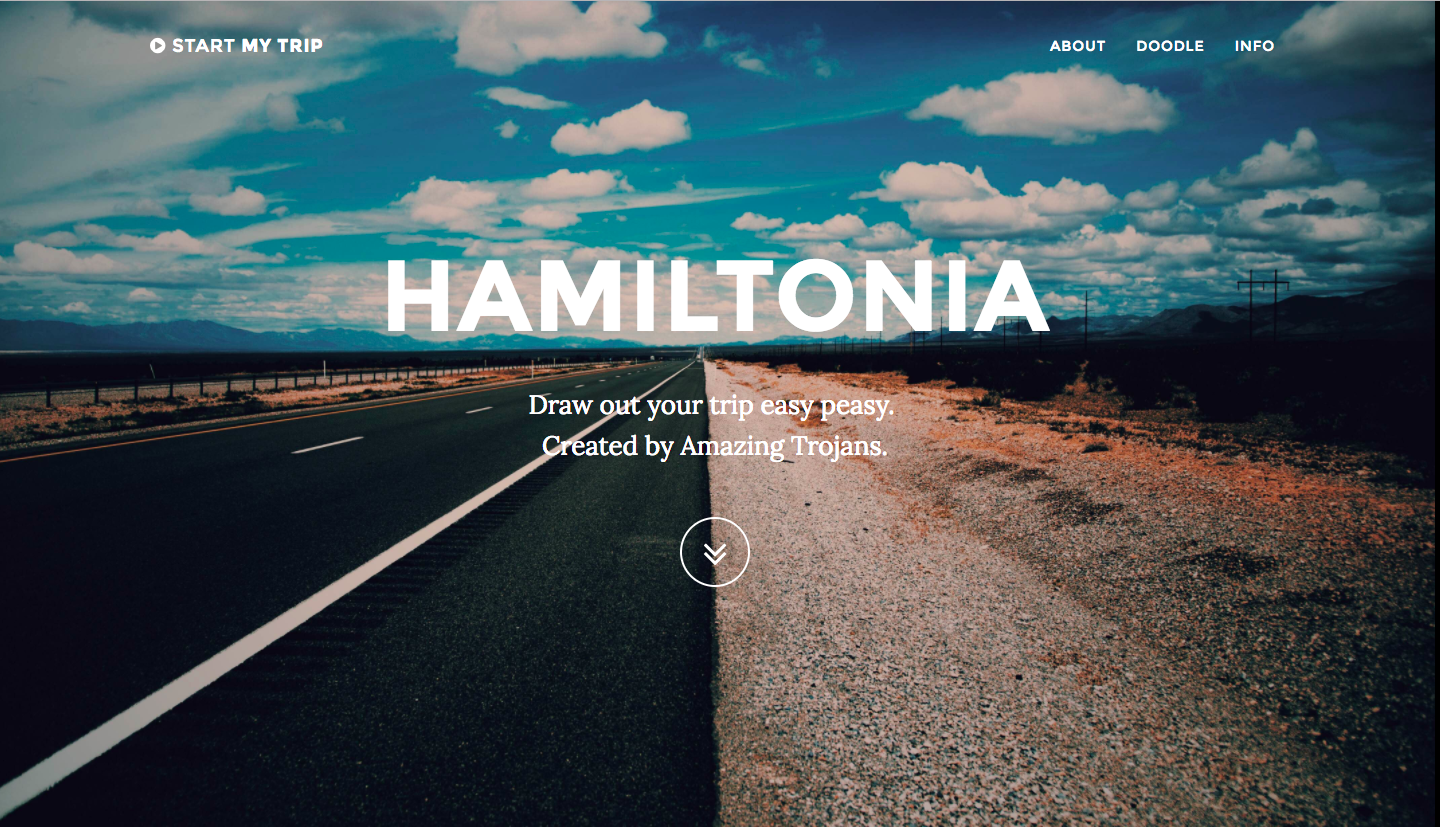 START MY TRIP
ABOUT DOODLE INFO
HAMILTONIA
Draw out your trip easy peasy.
Created by Amazing Trojans.